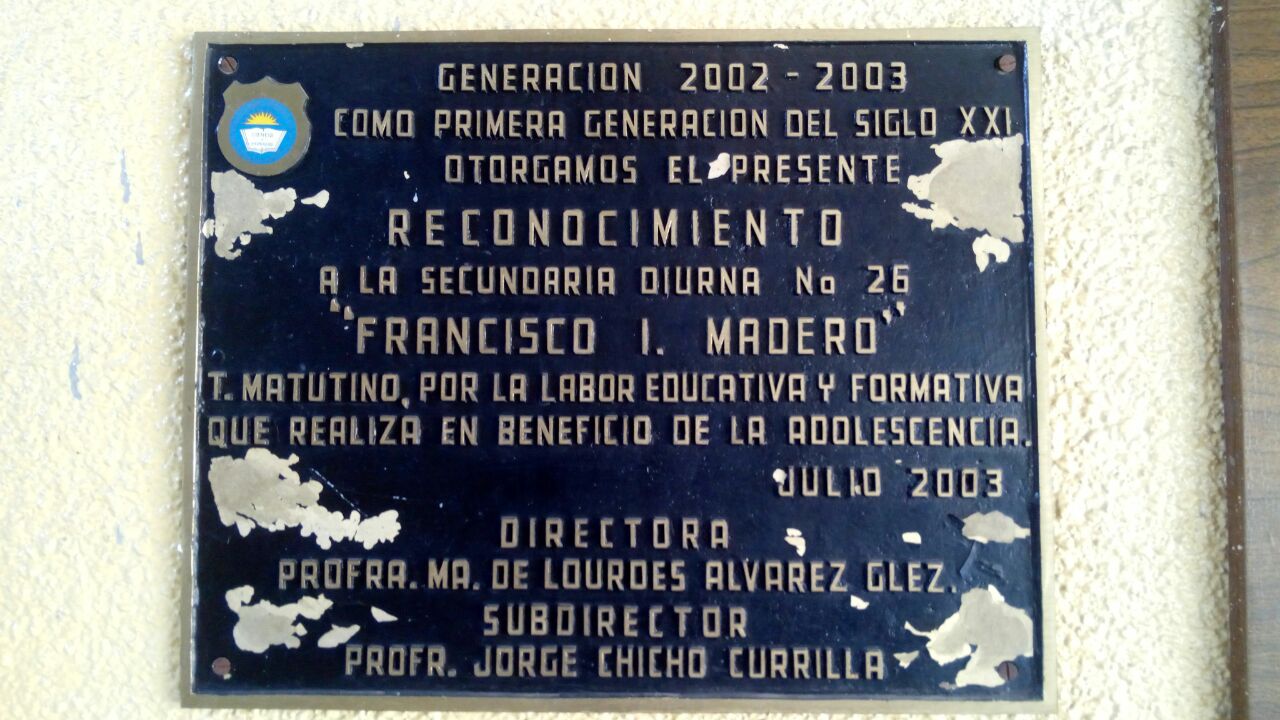 GENERACION 2002 - 2003
COMO PRIMERA GENERACION DEL SIGLO XXI
OTORGAMOS EL PRESENTE
RECONOCIMIENTO
A LA SECUNDARIA DIURNA No 26
"FRANCISCO I. MADERO"
T. MATUTINO, POR LA LABOR EDUCATIVA Y FORMATIVA
QUE REALIZA EN BENEFICIO DE LA ADOLESCENCIA.
JULIO 2003
DIRECTORA
PROFRA. MA. DE LOURDES ALVAREZ GLEZ.
SUBDIRECTOR
PROFR. JORGE CHICHO CURRILLA